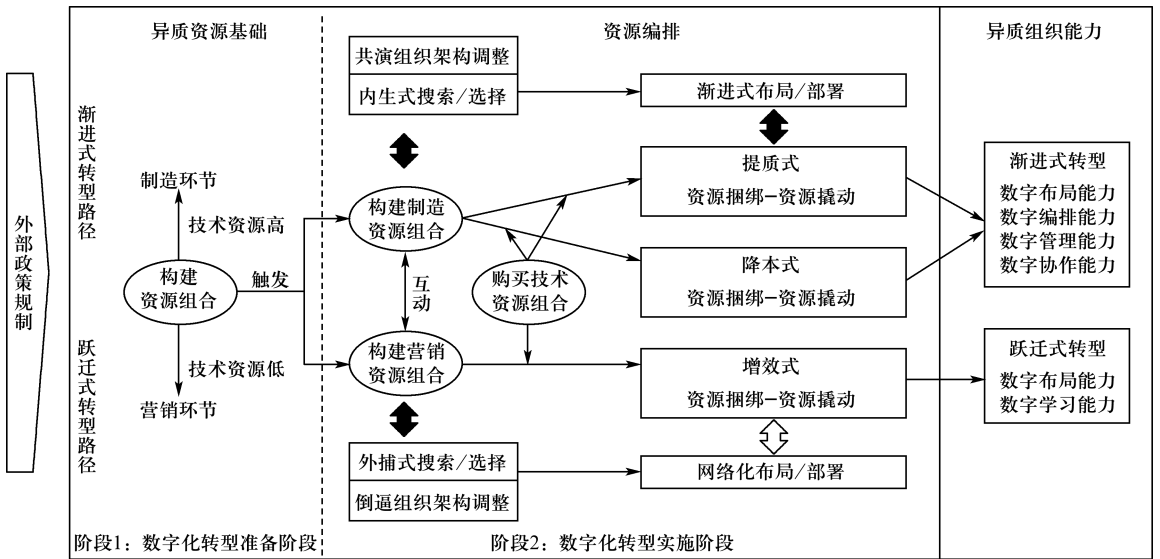 异质资源基础
资源编排
异质组织能力
外部政策规制
渐进式转型路径
跃迁式转型路径
制造环节
技术资源高
构建
资源组合
触发
技术资源低
营销环节
共演组织架构调整
内生式搜索/选择
渐进式布局/部署
构建制造
资源组合
互动
购买技术
资源组合
构建营销
资源组合
提质式
资源捆绑−资源撬动
降本式
资源捆绑−资源撬动
增效式
资源捆绑−资源撬动
外捕式搜索/选择
倒逼组织架构调整
网络化布局/部署
渐进式转型
数字布局能力
数字编排能力
数字管理能力
数字协作能力
跃迁式转型
数字布局能力
数字学习能力
阶段1：数字化转型准备阶段
阶段2：数字化转型实施阶段